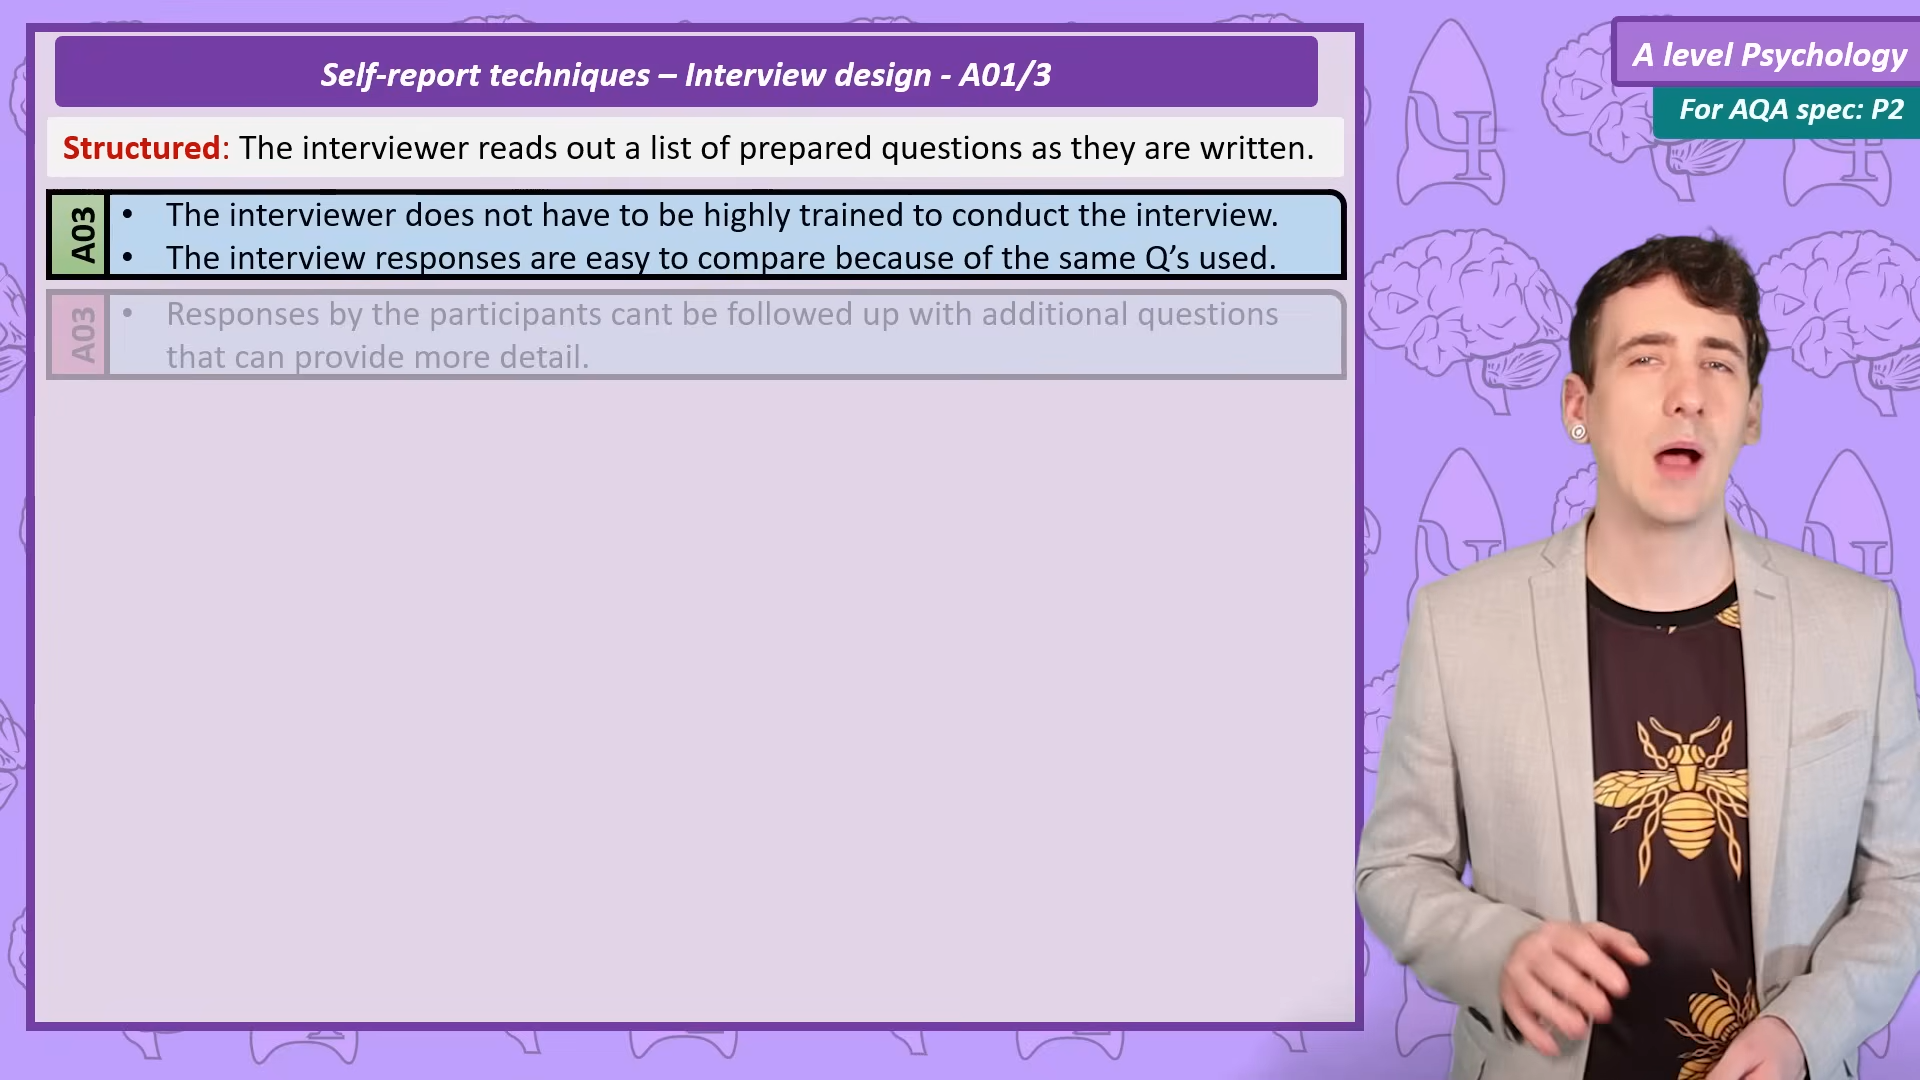 Self-report techniques – Interview design - A01/3
A level Psychology
For AQA spec: P2
Structured: The interviewer reads out a list of prepared questions as they are written.
A03
• The interviewer does not have to be highly trained to conduct the interview.
• The interview responses are easy to compare because of the same Q’s used.
A03
• Responses by the participants cant be followed up with additional questions
that can provide more detail.